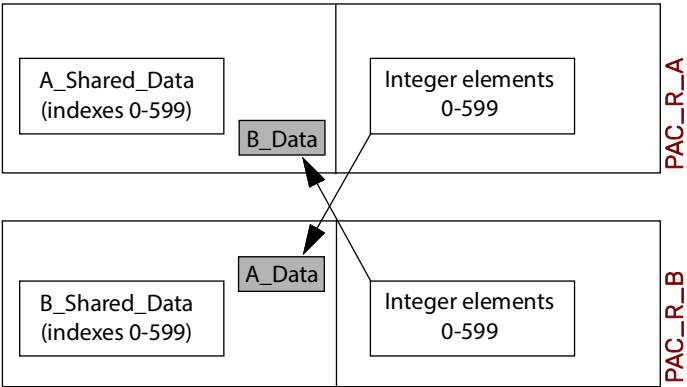 A_Shared_Data
(indexes 0-599)
B_Data
Integer elements
0-599
PAC_R_A
A_Data
B_Shared_Data
(indexes 0-599)
Integer elements
0-599
PAC_R_B